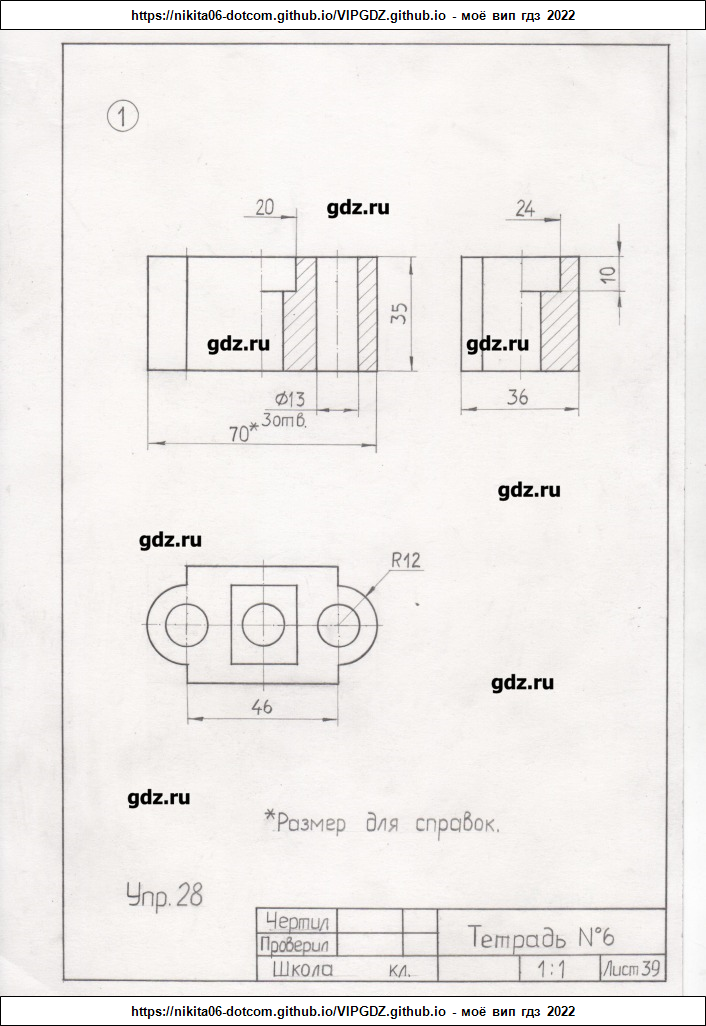 https://nikita06-dotcom.github.io/VIPGDZ.github.io - моё вип гдз 2022
1
20
gdz.ru
24
10
35
gdz.ru
gdz.ru
Ø13
3отв.
36
70*
gdz.ru
gdz.ru
R12
gdz.ru
46
gdz.ru
*Размер для справок.
Упр. 28
Чертил
Проверил
Тетрадь №6
Школа кл.
1:1
Лист 39
https://nikita06-dotcom.github.io/VIPGDZ.github.io - моё вип гдз 2022